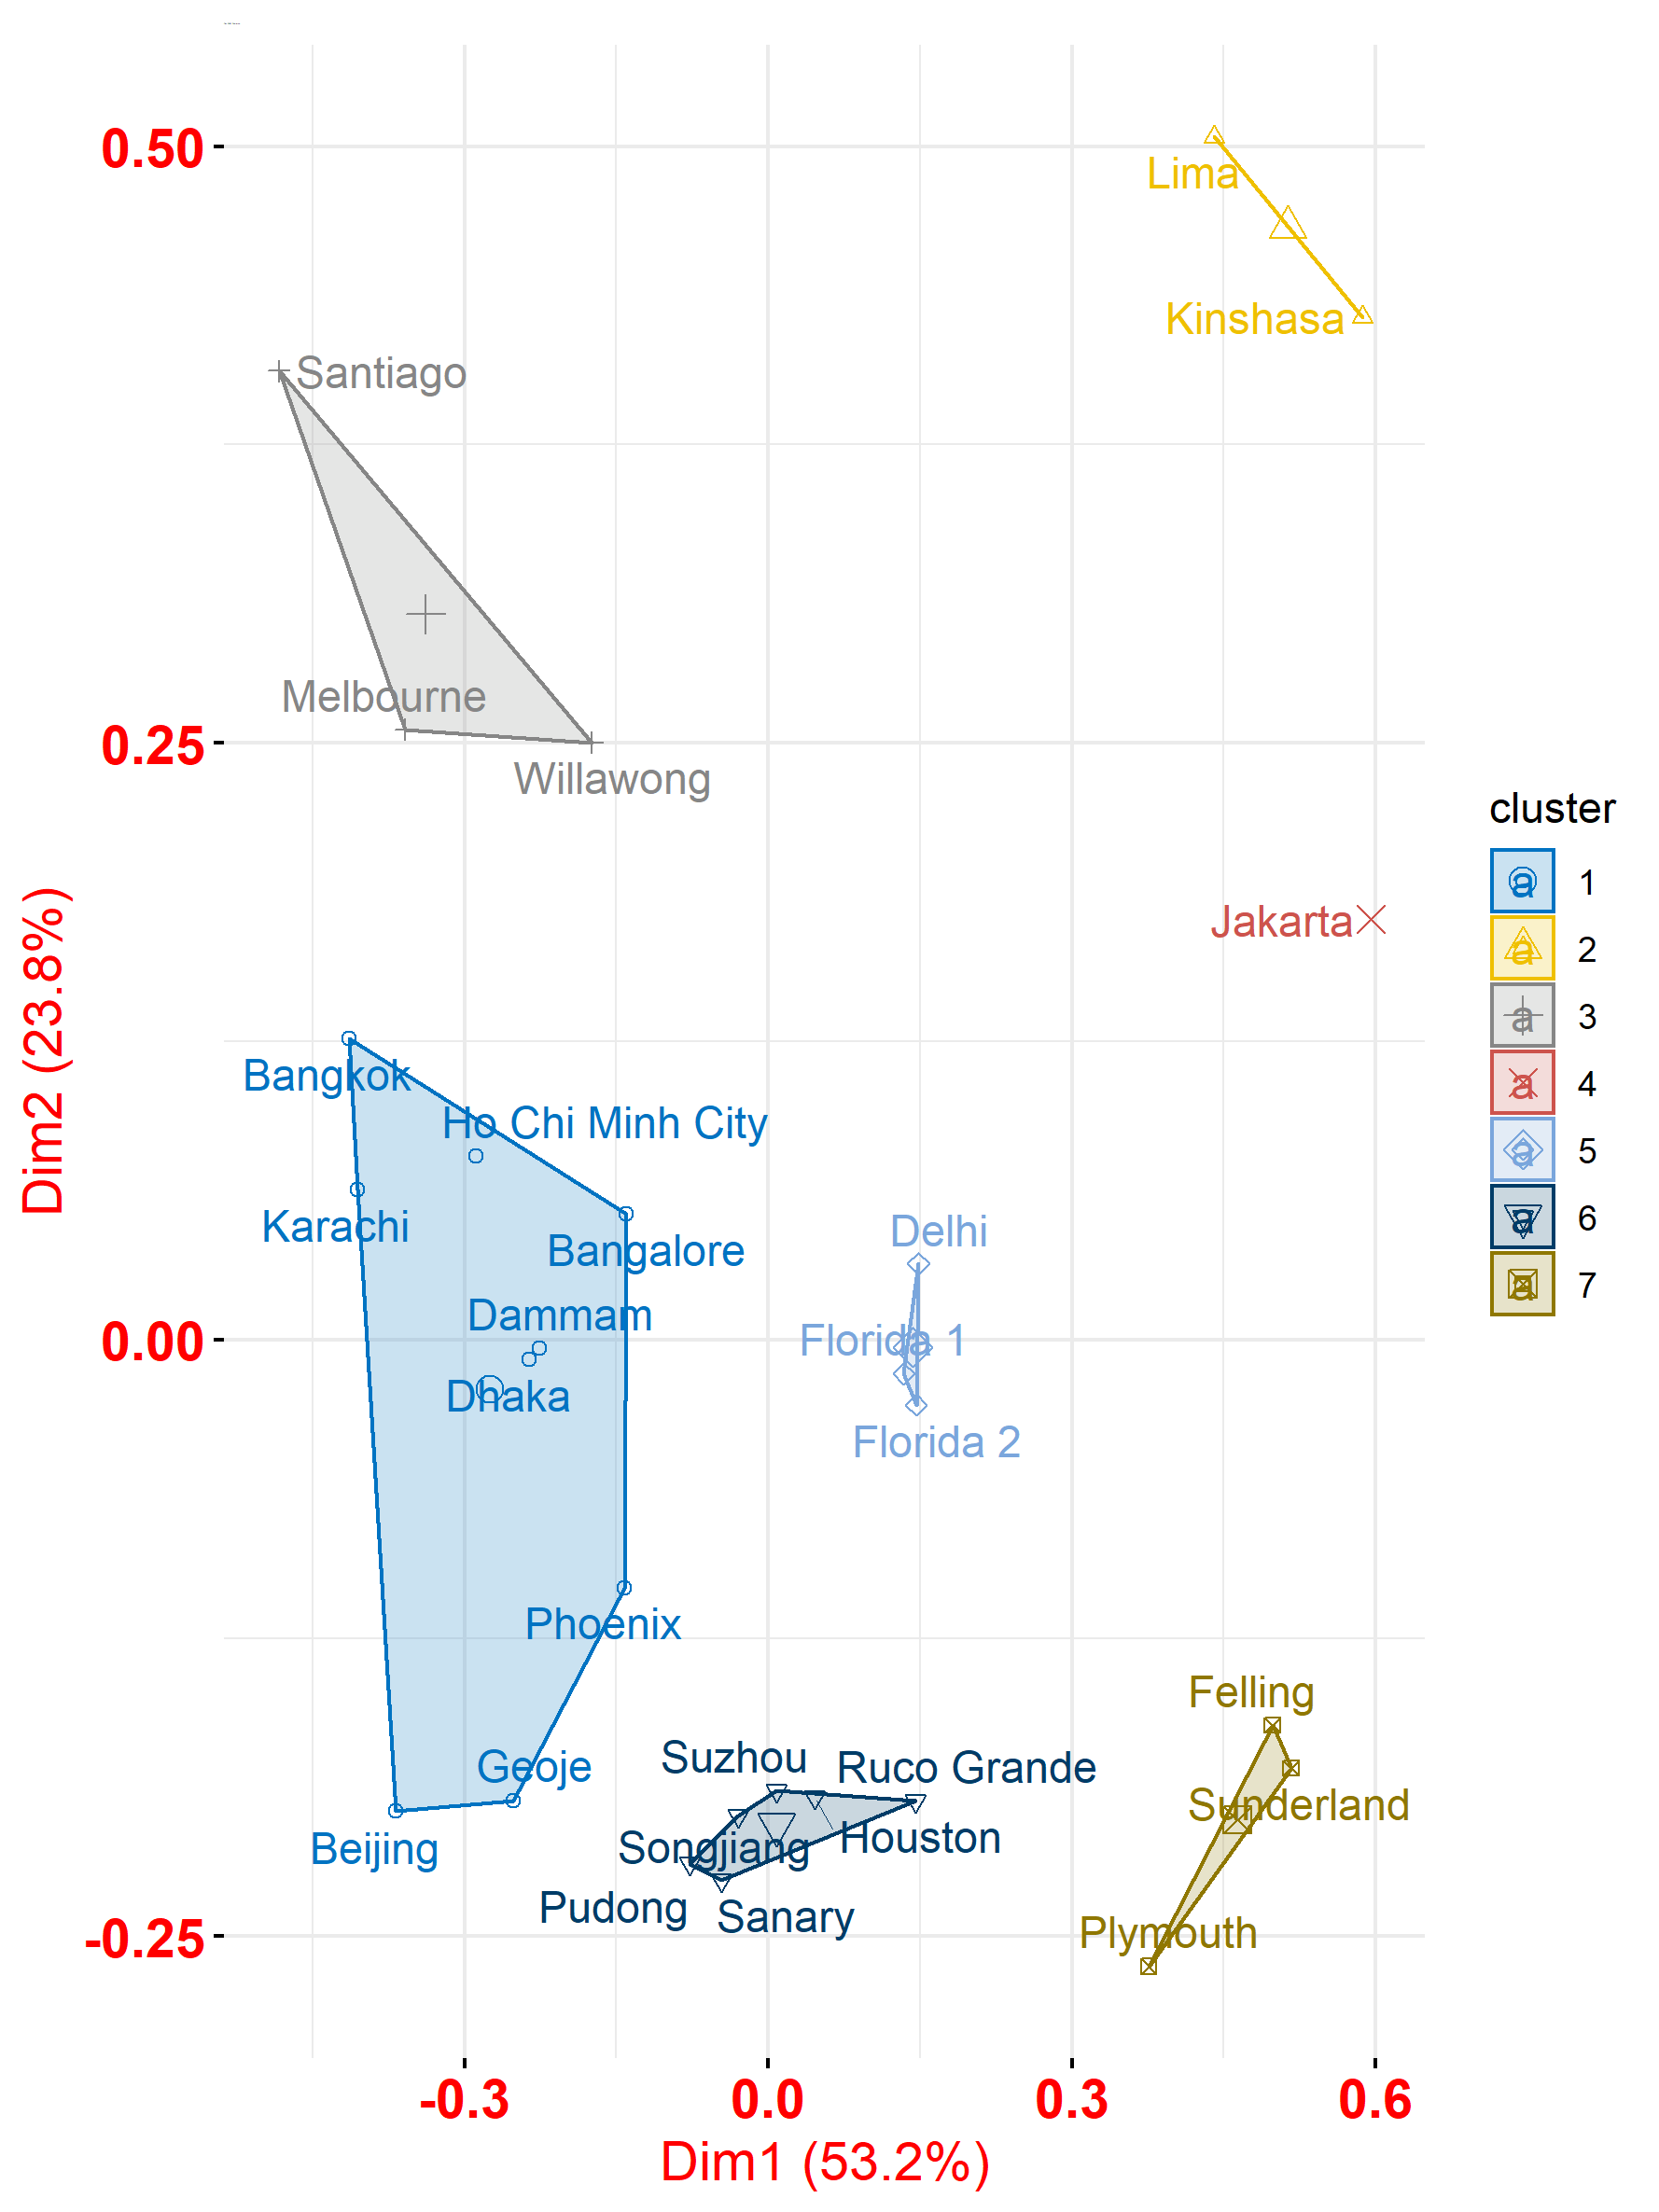 0.50
Lima
Kinshasa
Santiago
Melbourne
0.25
Willawong
cluster
a 1
a 2
a 3
a 4
a 5
a 6
a 7
Jakarta
Dim2 (23.8%)
Bangkok
Ho Chi Minh City
Karachi
Bangalore
Delhi
Dammam
0.00
Florida 1
Dhaka
Florida 2
Phoenix
Felling
Suzhou
Geoje
Ruco Grande
Sunderland
Beijing
Songjiang
Houston
Pudong
Sanary
Plymouth
-0.25
-0.3 0.0 0.3 0.6
Dim1 (53.2%)